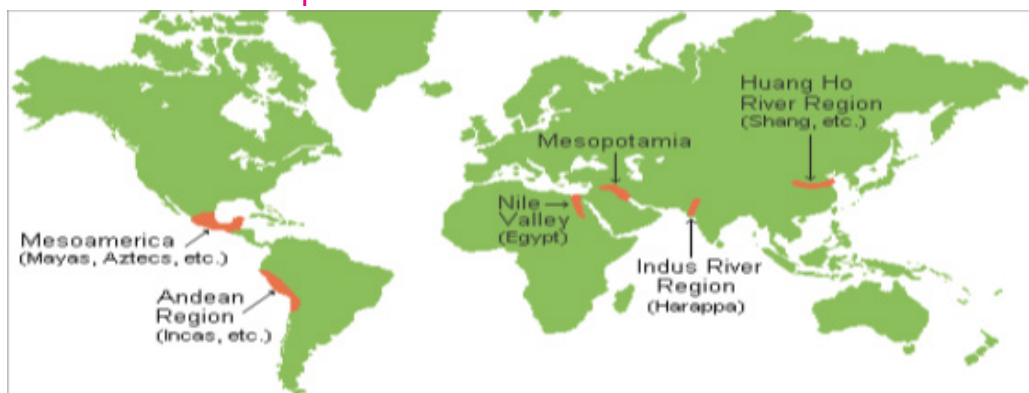 Huang Ho
River Region
(Shang, etc.)
Mesopotamia
Nile
Valley
(Egypt)
Mesoamerica
(Mayas, Aztecs, etc.)
Indus River
Region
(Harappa)
Andean
Region
(Incas, etc.)